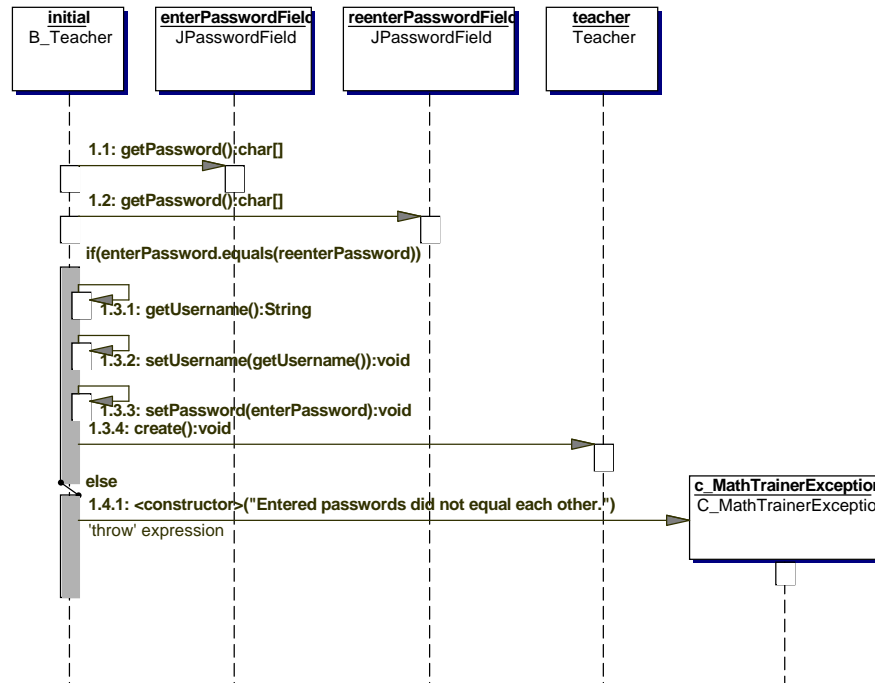 initial
B_Teacher
enterPasswordField
JPasswordField
reenterPasswordField
JPasswordField
teacher
Teacher
1.1: getPassword():char[]
1.2: getPassword():char[]
if(enterPassword.equals(reenterPassword))
1.3.1: getUsername():String
1.3.2: setUsername(getUsername()):void
1.3.3: setPassword(enterPassword):void
1.3.4: create():void
else
1.4.1: <constructor>("Entered passwords did not equal each other.")
'throw' expression
c_MathTrainerException
C_MathTrainerExceptio